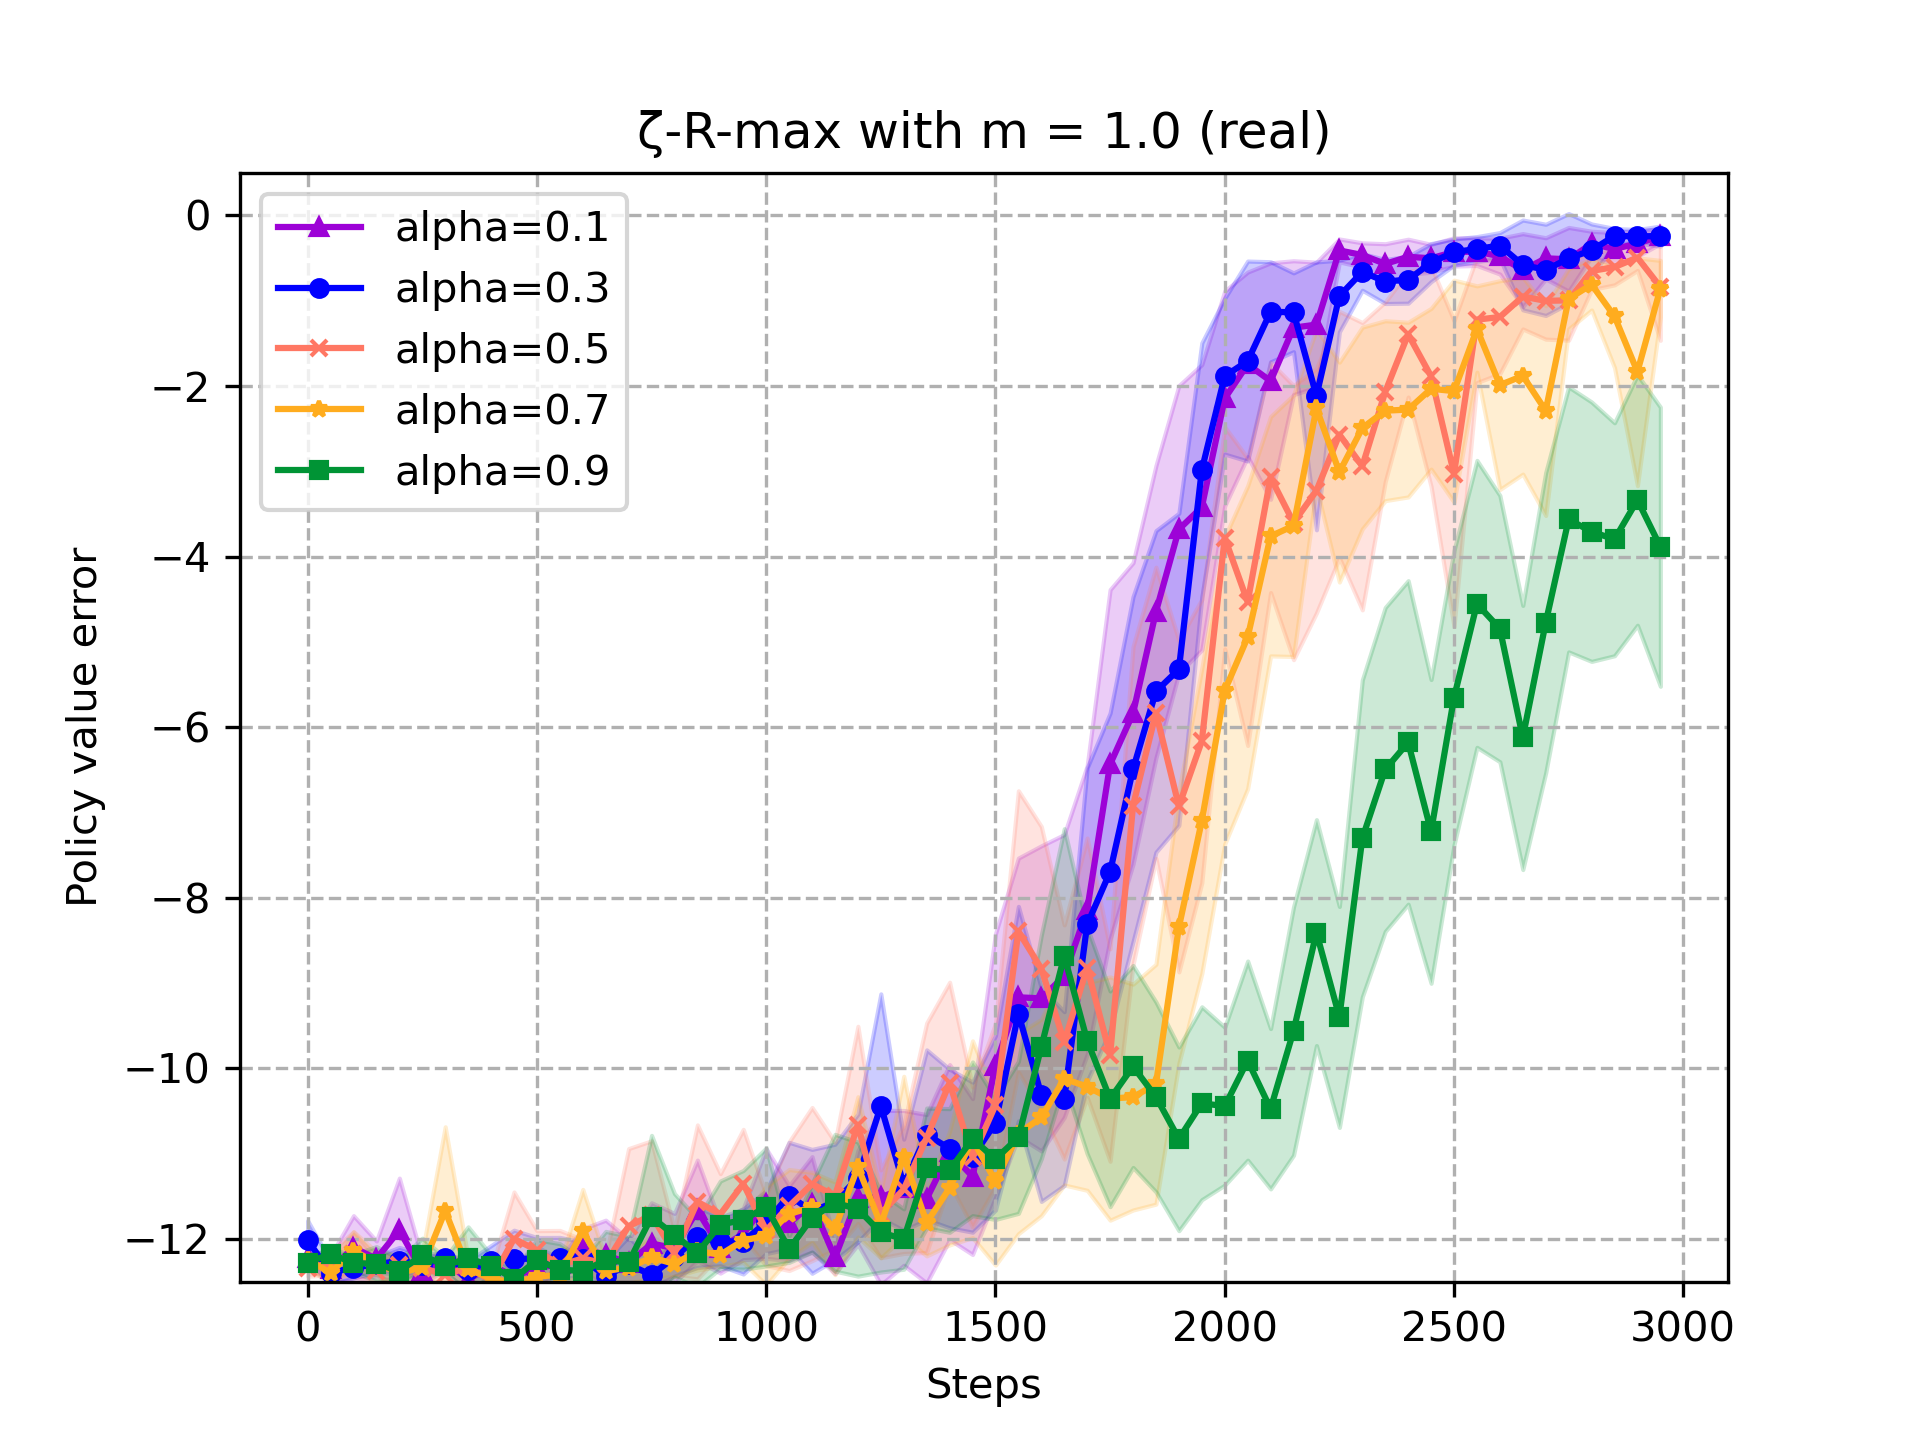 ζ-R-max with m = 1.0 (real)
alpha=0.1
alpha=0.3
alpha=0.5
alpha=0.7
alpha=0.9
Policy value error
0
−2
−4
−6
−8
−10
−12
0 500 1000 1500 2000 2500 3000
Steps